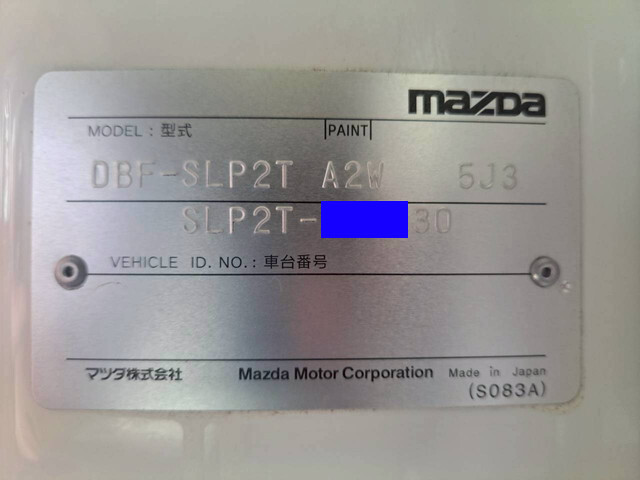 mazda
MODEL : 型式 PAINT
DBF-SLP2T A2W 5J3
SLP2T- 30
VEHICLE ID. NO. : 車台番号
マツダ株式会社 Mazda Motor Corporation Made in Japan
(S083A)